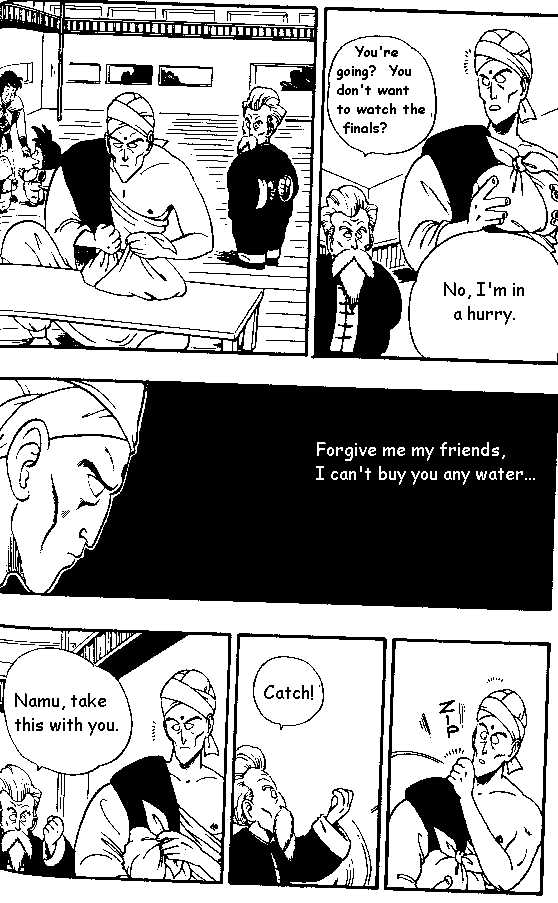 You're
going? You
don't want
to watch the
finals?
No, I'm in
a hurry.
Forgive me my friends,
I can't buy you any water...
Namu, take
this with you.
Catch!
ZIP